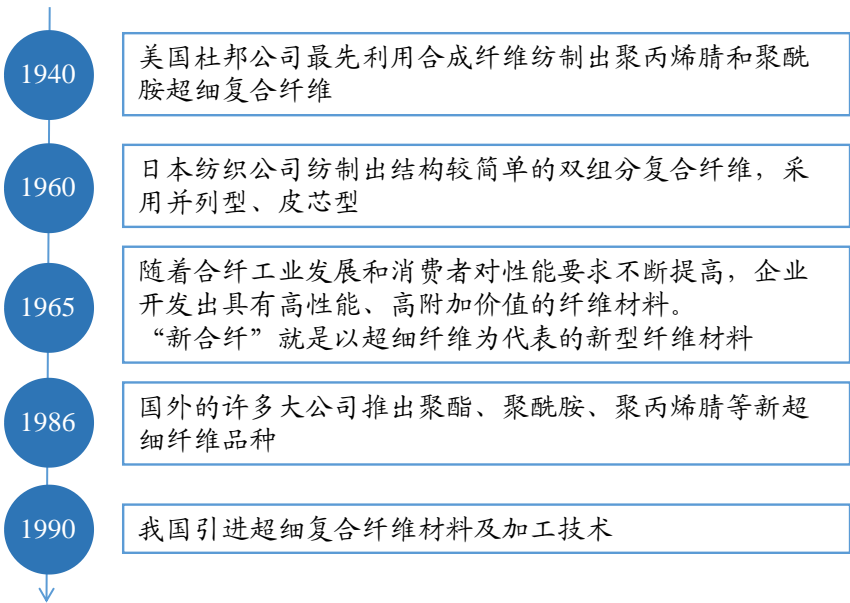 1940
美国杜邦公司最先利用合成纤维纺制出聚丙烯腈和聚酰
胺超细复合纤维
1960
日本纺织公司纺制出结构较简单的双组分复合纤维，采
用并列型、皮芯型
1965
随着合纤工业发展和消费者对性能要求不断提高，企业
开发出具有高性能、高附加价值的纤维材料。
“新合纤”就是以超细纤维为代表的新型纤维材料
1986
国外的许多大公司推出聚酯、聚酰胺、聚丙烯腈等新超
细纤维品种
1990
我国引进超细复合纤维材料及加工技术